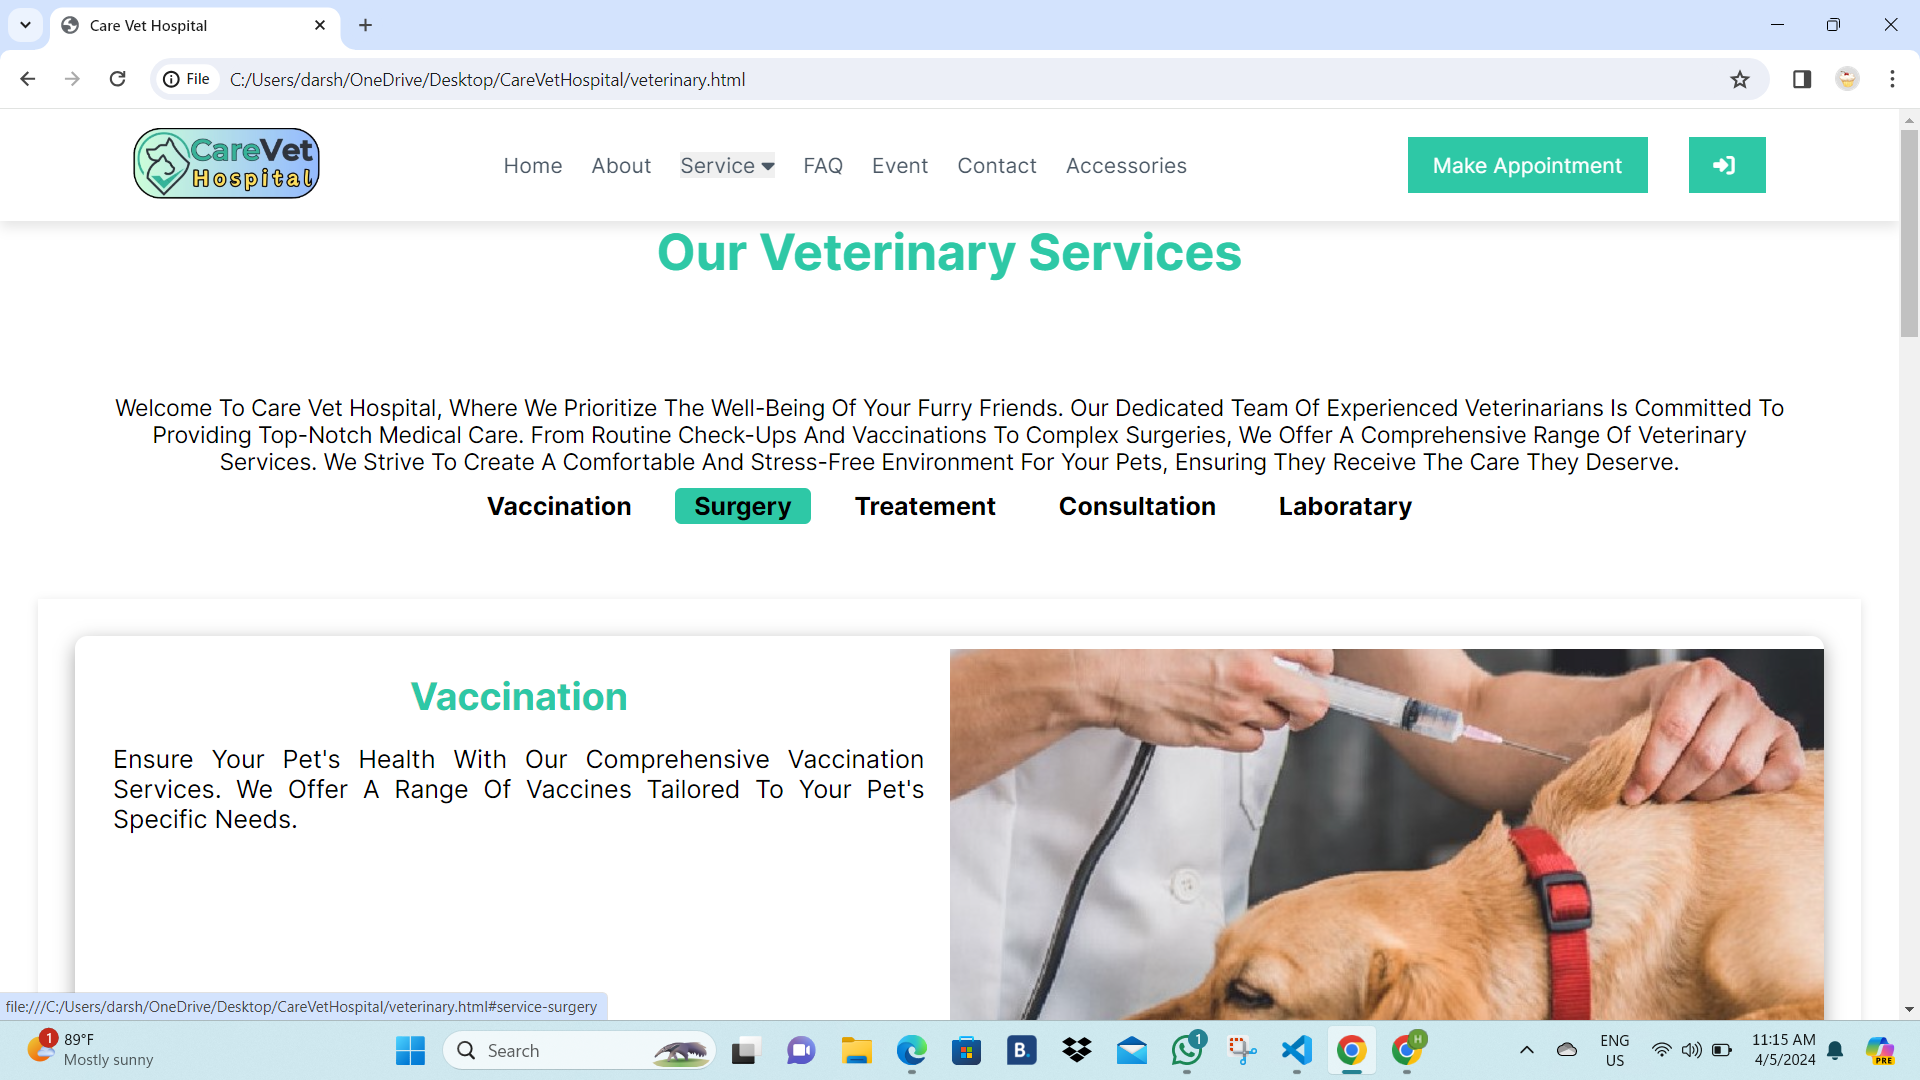 Care Vet Hospital
File
C:/Users/darsh/OneDrive/Desktop/CareVetHospital/veterinary.html
CareVet
Hospital
Home About Service FAQ Event Contact Accessories
Make Appointment
Our Veterinary Services
Welcome To Care Vet Hospital, Where We Prioritize The Well-Being Of Your Furry Friends. Our Dedicated Team Of Experienced Veterinarians Is Committed To
Providing Top-Notch Medical Care. From Routine Check-Ups And Vaccinations To Complex Surgeries, We Offer A Comprehensive Range Of Veterinary
Services. We Strive To Create A Comfortable And Stress-Free Environment For Your Pets, Ensuring They Receive The Care They Deserve.
Vaccination Surgery Treatement Consultation Laboratary
Vaccination
Ensure Your Pet's Health With Our Comprehensive Vaccination
Services. We Offer A Range Of Vaccines Tailored To Your Pet's
Specific Needs.
file:///C:/Users/darsh/OneDrive/Desktop/CareVetHospital/veterinary.html#service-surgery
1
89°F
Mostly sunny
Search
B.
1
H
ENG
US
11:15 AM
4/5/2024
PRE